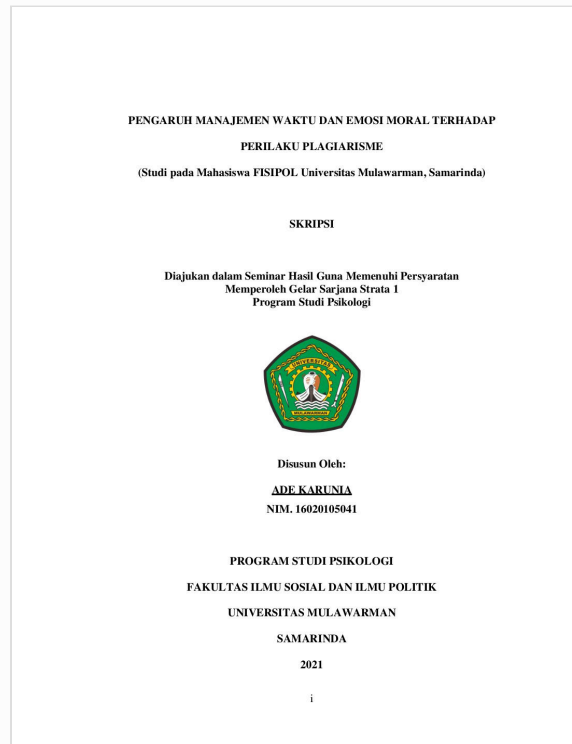 PENGARUH MANAJEMEN WAKTU DAN EMOSI MORAL TERHADAP
PERILAKU PLAGIARISME
(Studi pada Mahasiswa FISIPOL Universitas Mulawarman, Samarinda)
SKRIPSI
Diajukan dalam Seminar Hasil Guna Memenuhi Persyaratan
Memperoleh Gelar Sarjana Strata 1
Program Studi Psikologi
UNIVERSITAS
MULAWARMAN
Disusun Oleh:
ADE KARUNIA
NIM. 16020105041
PROGRAM STUDI PSIKOLOGI
FAKULTAS ILMU SOSIAL DAN ILMU POLITIK
UNIVERSITAS MULAWARMAN
SAMARINDA
2021
i